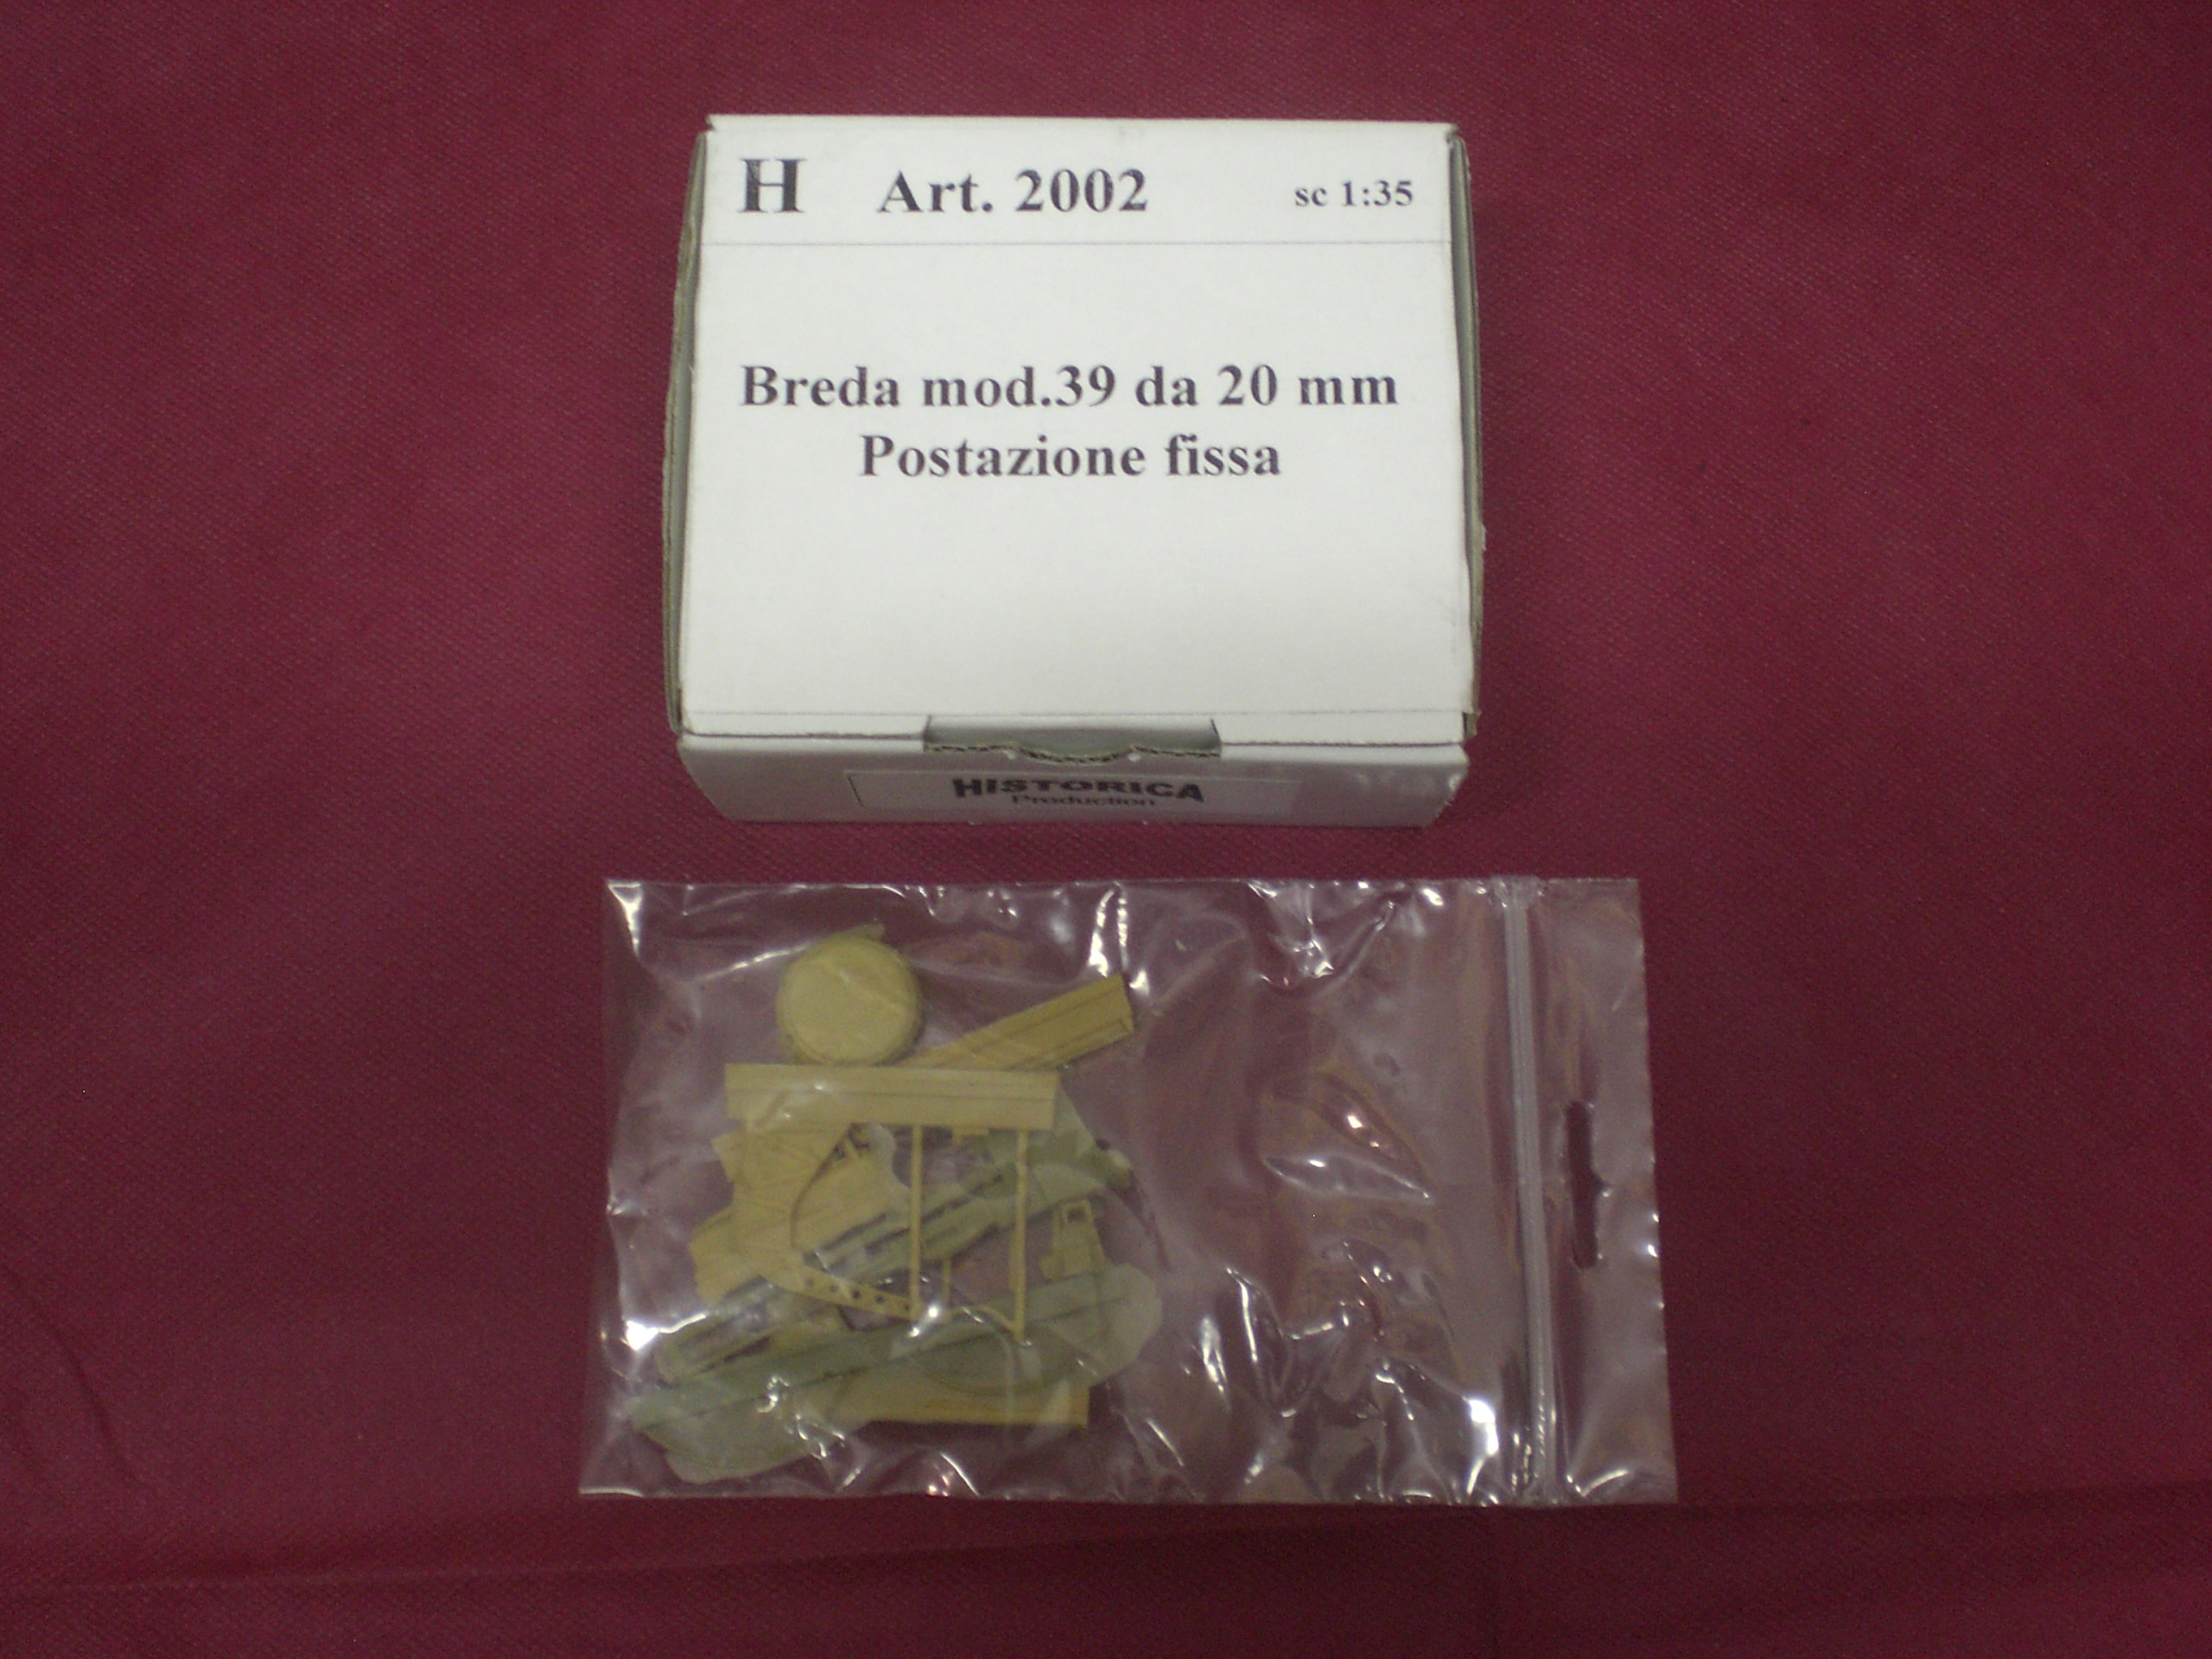 H Art. 2002 sc 1:35
Breda mod.39 da 20 mm
Postazione fissa
HISTORICA
Production